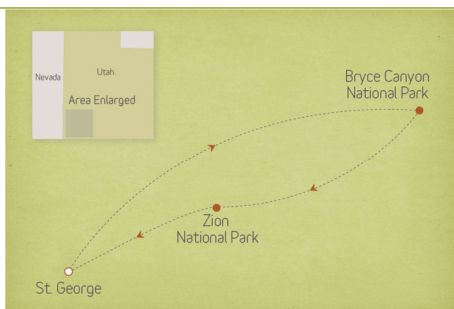 Nevada
Utah
Area Enlarged
Bryce Canyon
National Park
Zion
National Park
St. George